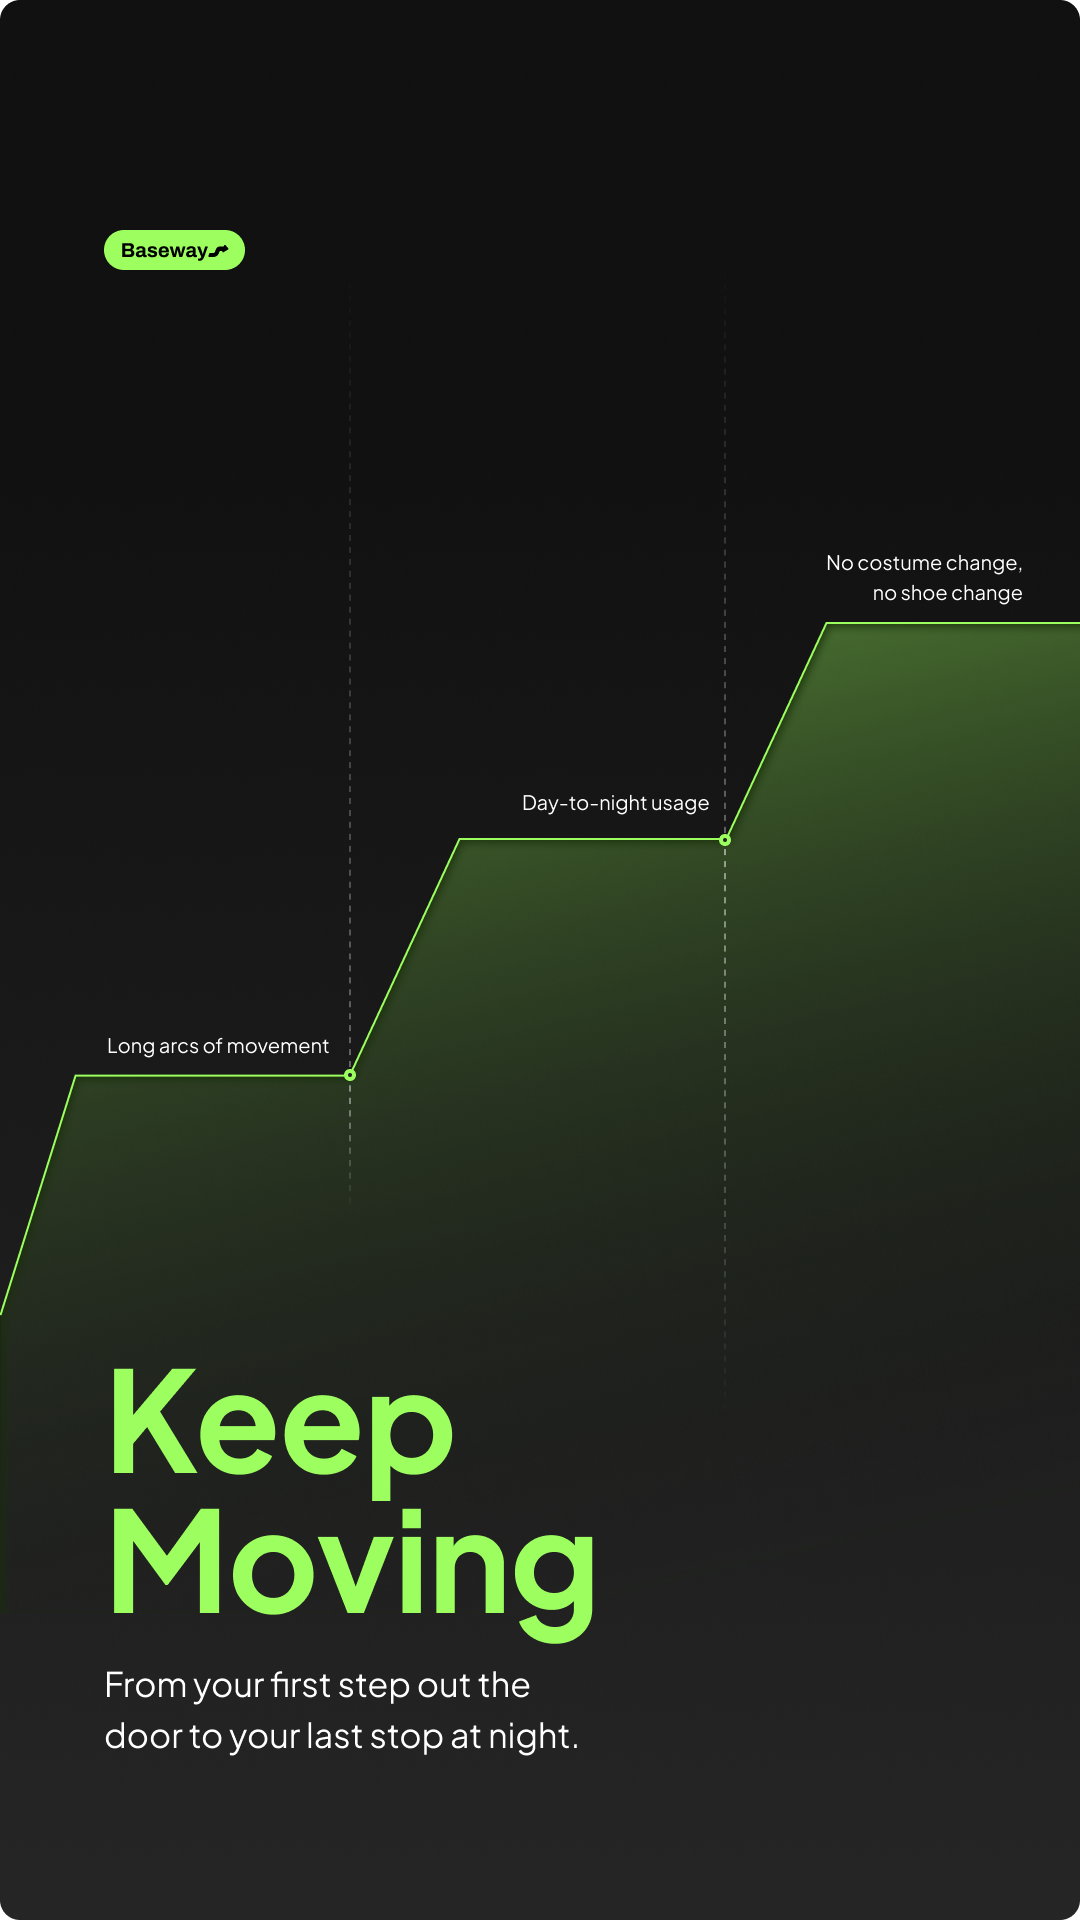 Baseway
No costume change,
no shoe change
Day-to-night usage
Long arcs of movement
Keep
Moving
From your first step out the
door to your last stop at night.